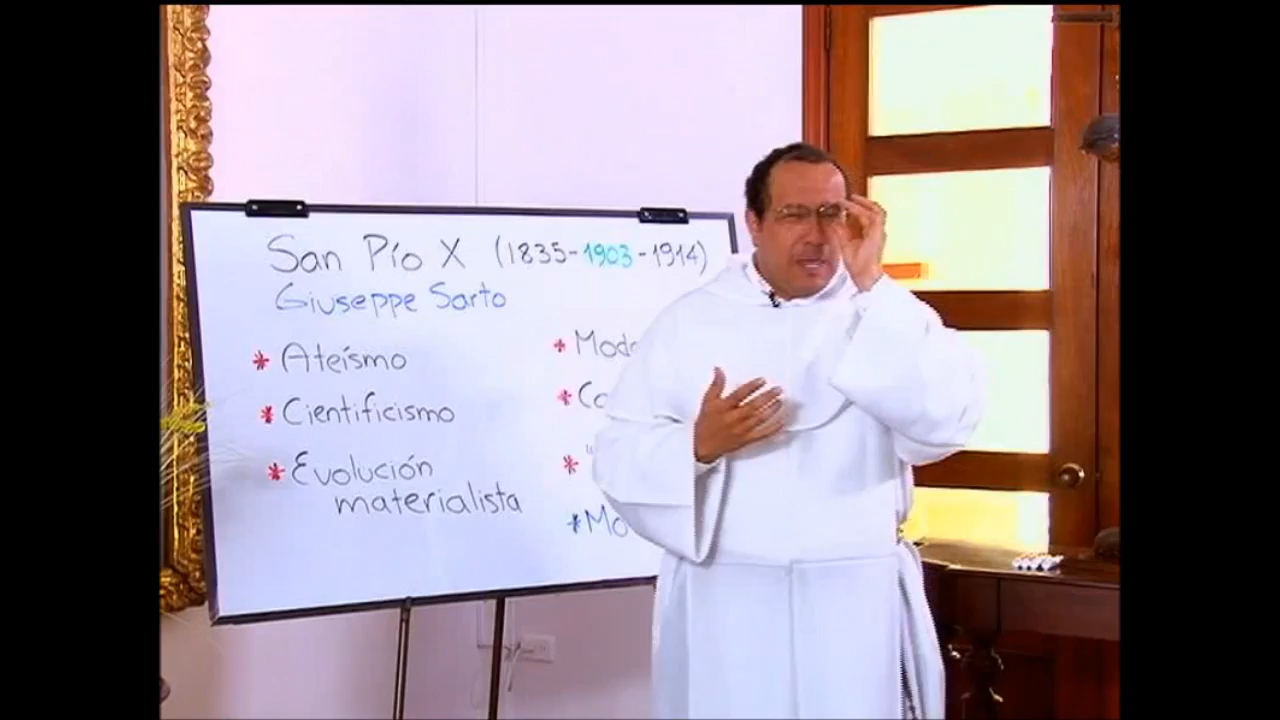 San Pío X (1835-1903-1914)
Giuseppe Sarto
* Ateísmo
* Cientificismo
* Evolución
materialista
*
*
*
*